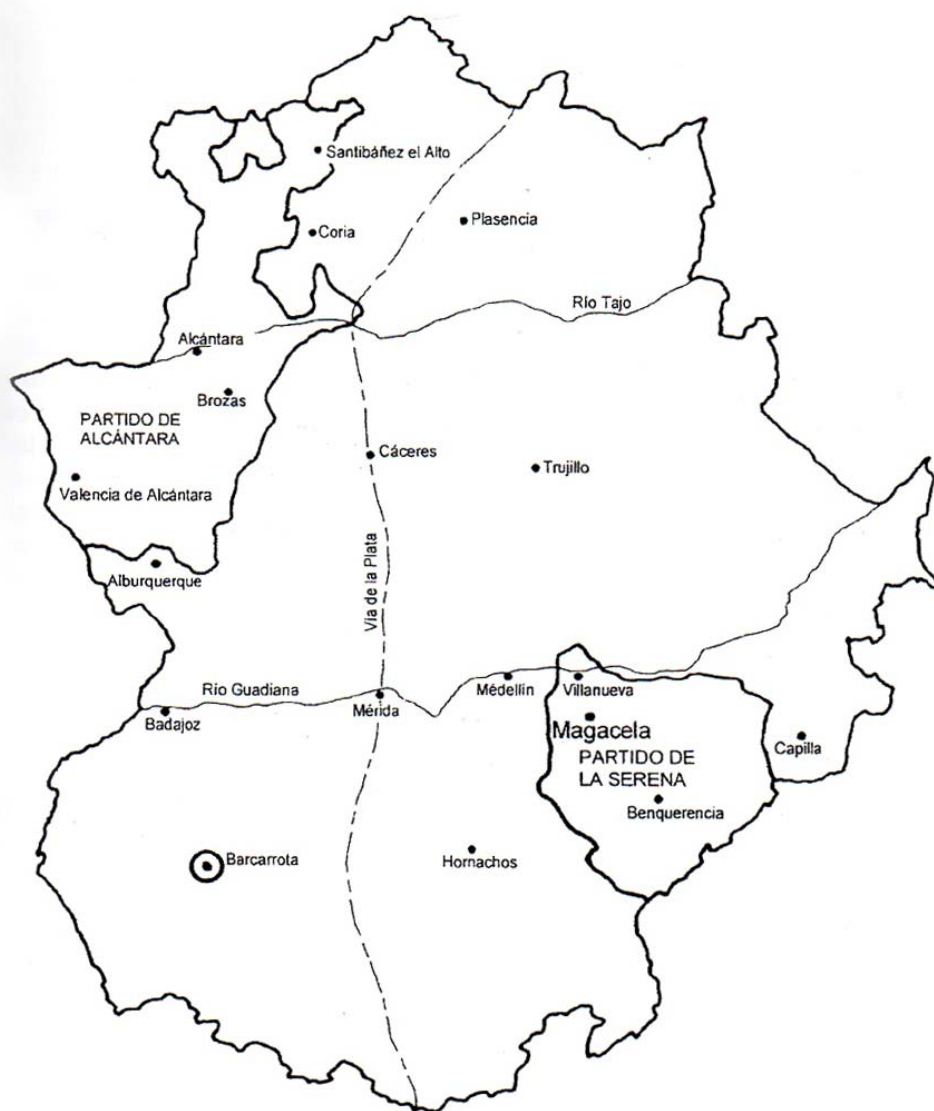 Santibáñez el Alto
Plasencia
Coria
Río Tajo
Alcántara
Brozas
PARTIDO DE
ALCÁNTARA
Cáceres
Trujillo
Valencia de Alcántara
Alburquerque
Vía de la Plata
Río Guadiana
Badajoz
Mérida
Médellín
Villanueva
Magacela
PARTIDO DE
LA SERENA
Capilla
Benquerencia
Barcarrota
Hornachos